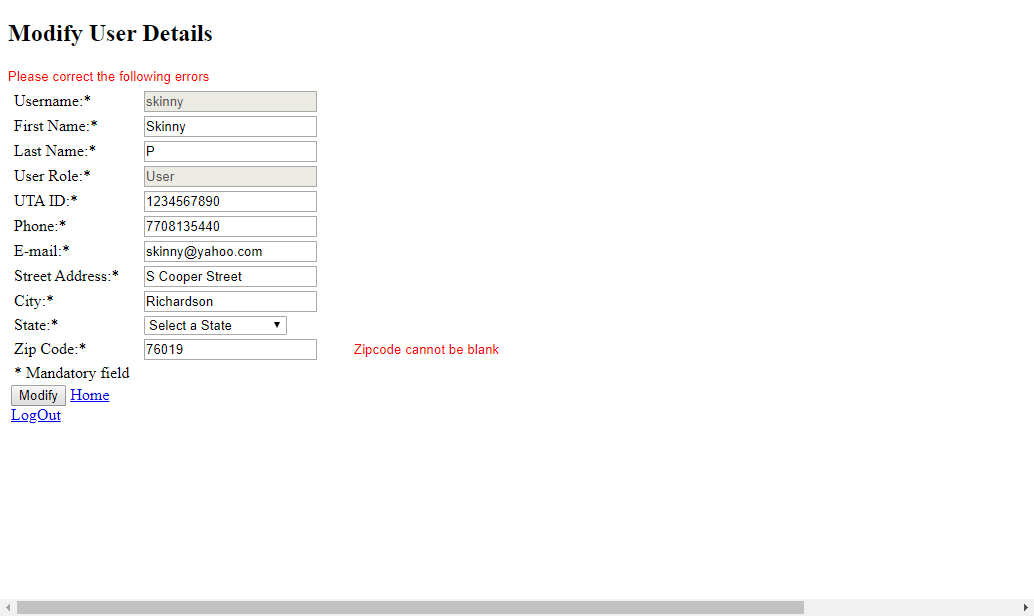 Modify User Details
Please correct the following errors
Username:* skinny
First Name:* Skinny
Last Name:* P
User Role:* User
UTA ID:* 1234567890
Phone:* 7708135440
E-mail:* skinny@yahoo.com
Street Address:* S Cooper Street
City:* Richardson
State:* Select a State
Zip Code:* 76019 Zipcode cannot be blank
* Mandatory field
Modify Home
LogOut